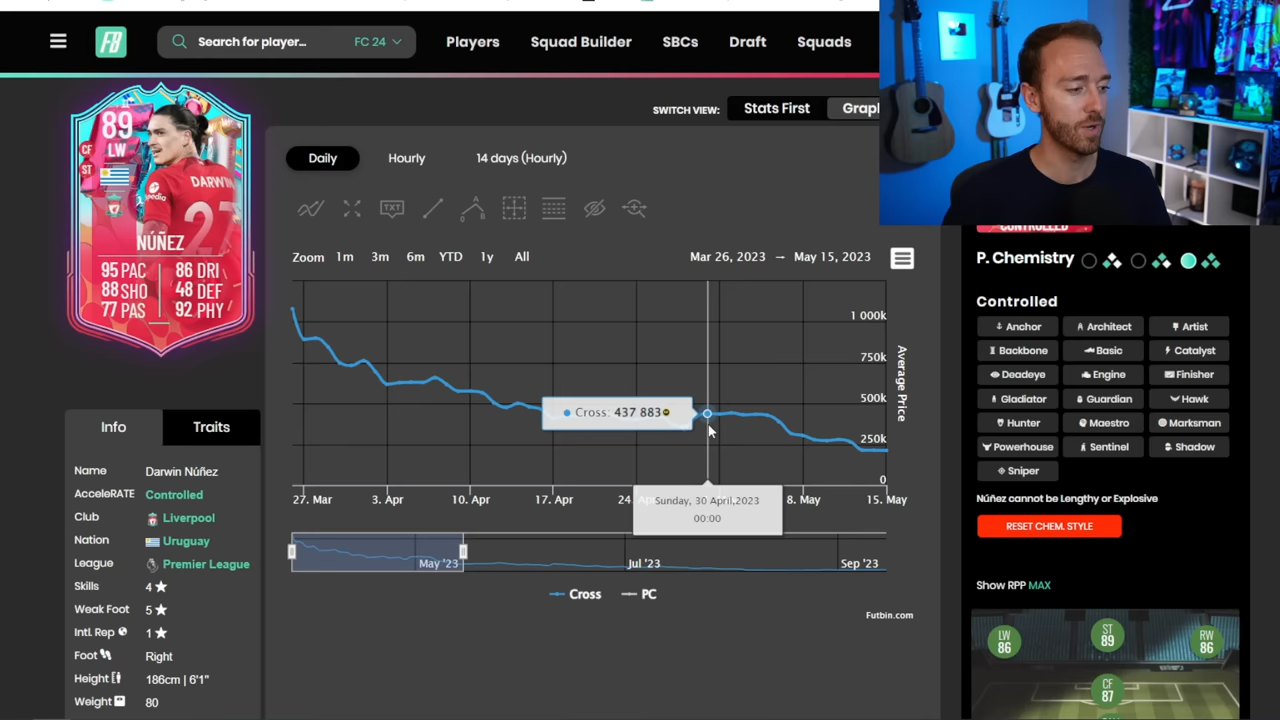 FB
Search for player...
FC 24
Players
Squad Builder
SBCs
Draft
Squads
SWITCH VIEW:
Stats First
Grap
89
LW
CF
ST
DARWIN
27
NÚÑEZ
95 PAC
88 SHO
77 PAS
86 DRI
48 DEF
92 PHY
Daily
Hourly
14 days (Hourly)
TXT
Zoom
1m
3m
6m
YTD
1y
All
Mar 26, 2023 → May 15, 2023
1 000k
750k
500k
250k
0
Average Price
Cross: 437 883
27. Mar
3. Apr
10. Apr
17. Apr
8. May
15. May
Sunday, 30 April,2023
00:00
May '23
Jul '23
Sep '23
Cross
PC
Futbin.com
Info
Traits
Name
Darwin Núñez
AcceleRATE
Controlled
Club
Liverpool
Nation
Uruguay
League
Premier League
Skills
4
Weak Foot
5
Intl. Rep
1
Foot
Right
Height
186cm | 6'1"
Weight
80
CONTROLLED
P. Chemistry
Controlled
Anchor
Architect
Artist
Backbone
Basic
Catalyst
Deadeye
Engine
Finisher
Gladiator
Guardian
Hawk
Hunter
Maestro
Marksman
Powerhouse
Sentinel
Shadow
Sniper
Núñez cannot be Lengthy or Explosive
RESET CHEM. STYLE
Show RPP MAX
LW
86
ST
89
RW
86
CF
87